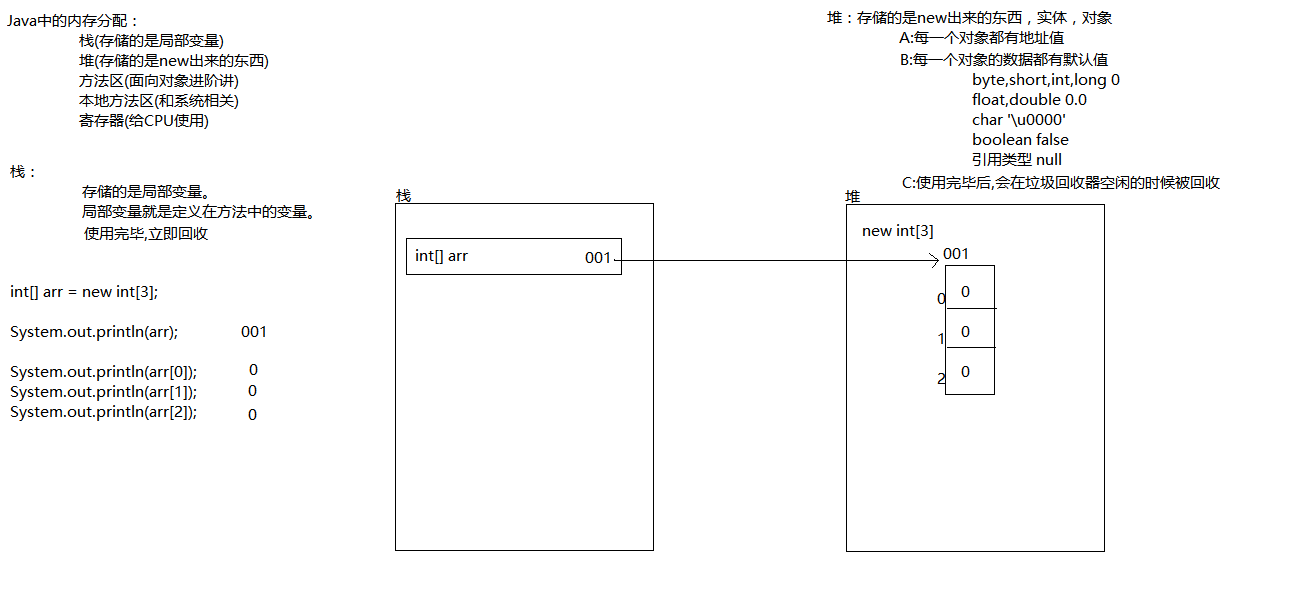 Java中的内存分配：
栈(存储的是局部变量)
堆(存储的是new出来的东西)
方法区(面向对象进阶讲)
本地方法区(和系统相关)
寄存器(给CPU使用)
栈：
存储的是局部变量。
局部变量就是定义在方法中的变量。
使用完毕,立即回收
int[] arr = new int[3];
System.out.println(arr); 001
System.out.println(arr[0]); 0
System.out.println(arr[1]); 0
System.out.println(arr[2]); 0
栈
int[] arr 001
堆：存储的是new出来的东西，实体，对象
A:每一个对象都有地址值
B:每一个对象的数据都有默认值
byte,short,int,long 0
float,double 0.0
char '\u0000'
boolean false
引用类型 null
C:使用完毕后,会在垃圾回收器空闲的时候被回收
堆
new int[3]
001
0 0
1 0
2 0